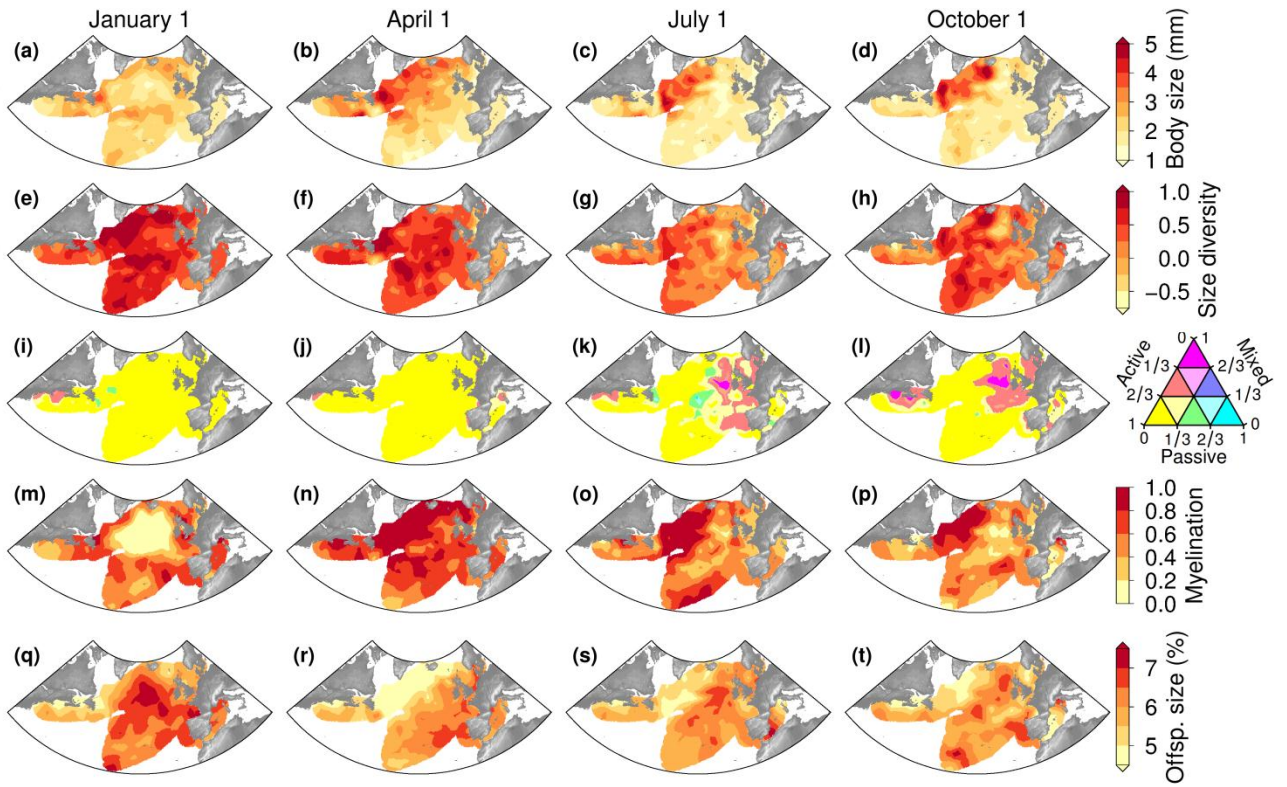 January 1 April 1 July 1 October 1
(a) (b) (c) (d)
5
4
3
2
1
Body size (mm)
(e) (f) (g) (h)
1.0
0.5
0.0
−0.5
Size diversity
(i) (j) (k) (l)
0 1
1/3 2/3
2/3 1/3
1 0
0 1/3 2/3 1
Active
Mixed
Passive
(m) (n) (o) (p)
1.0
0.8
0.6
0.4
0.2
0.0
Myelination
(q) (r) (s) (t)
7
6
5
Offsp. size (%)